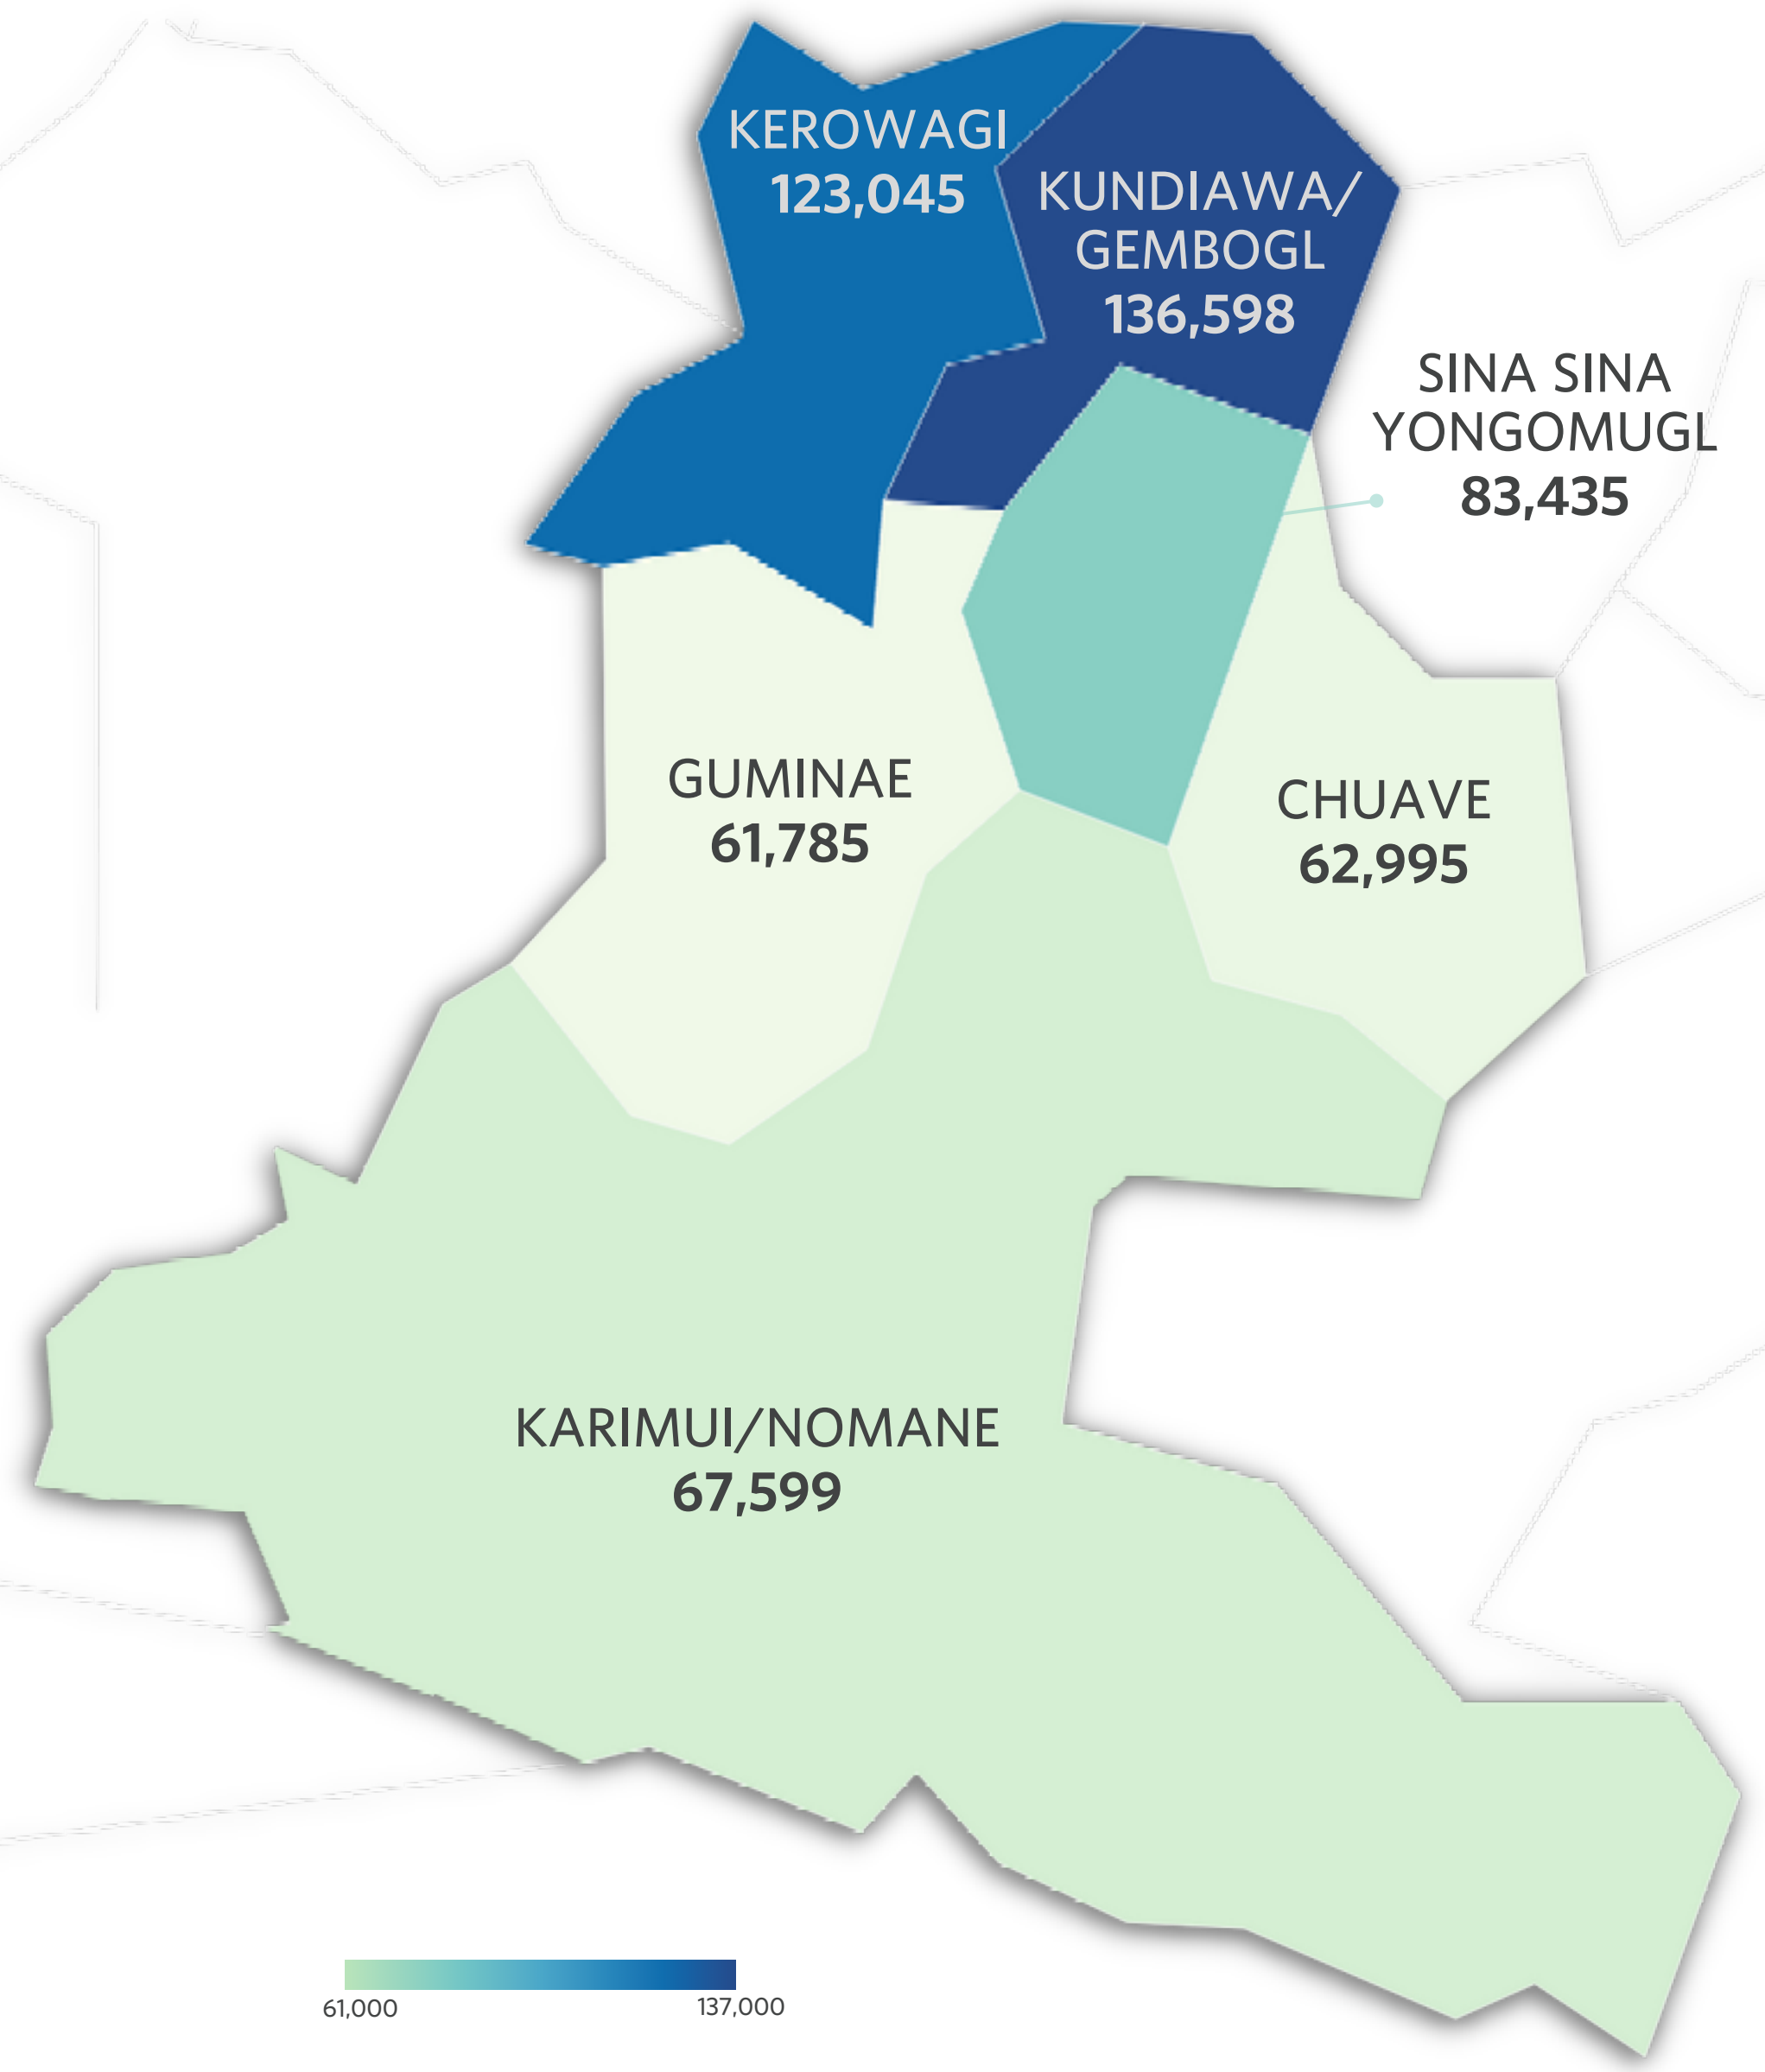 KEROWAGI
123,045
KUNDIAWA/
GEMBOGL
136,598
SINA SINA
YONGOMUGL
83,435
GUMINAE
61,785
CHUAVE
62,995
KARIMUI/NOMANE
67,599
61,000
137,000